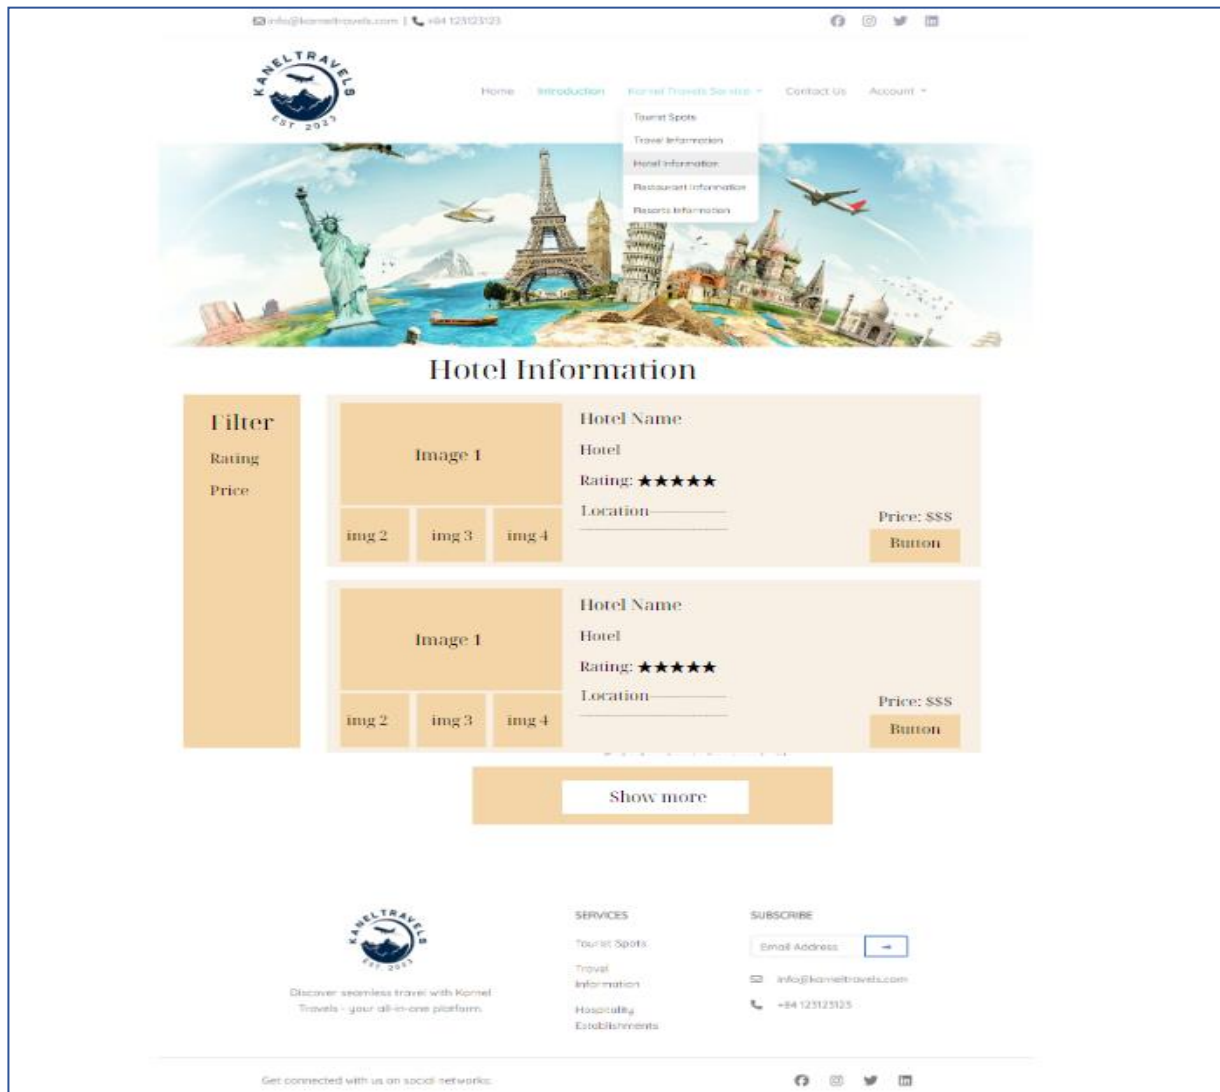 info@karneltravels.com | +84 123123123
KANELTRAVELS
EST 2023
Home Introduction Karnel Travels Service Contact Us Account
Tourist Spots
Travel Information
Hotel Information
Restaurant Information
Resorts Information
Hotel Information
Filter
Rating
Price
Image 1
img 2 img 3 img 4
Hotel Name
Hotel
Rating: ★★★★★
Location
Price: $$$
Button
Image 1
img 2 img 3 img 4
Hotel Name
Hotel
Rating: ★★★★★
Location
Price: $$$
Button
Show more
KANELTRAVELS
EST 2023
Discover seamless travel with Karnel
Travels - your all-in-one platform.
SERVICES
Tourist Spots
Travel
Information
Hospitality
Establishments
SUBSCRIBE
Email Address
info@karneltravels.com
+84 123123123
Get connected with us on social networks: